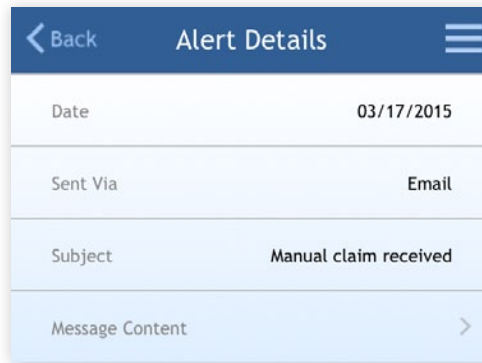 Back Alert Details
Date 03/17/2015
Sent Via Email
Subject Manual claim received
Message Content